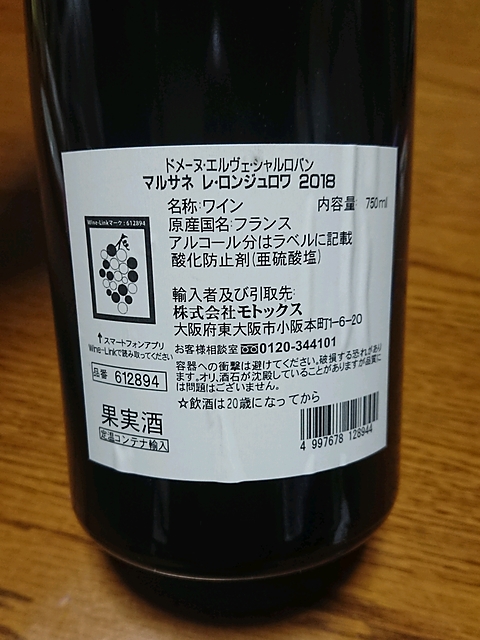 ドメーヌ・エルヴェ・シャルロパン
マルサネ レ・ロンジュロワ 2018
名称:ワイン 内容量: 750ml
原産国名:フランス
アルコール分はラベルに記載
酸化防止剤(亜硫酸塩)
Wine-Linkマーク:612894
輸入者及び引取先:
株式会社モトックス
大阪府東大阪市小阪本町1-6-20
↑スマートフォンアプリ
Wine-Linkで読み取ってください
お客様相談室 0120-344101
容器への衝撃は避けてください。破損する恐れがあり
ます。オリ、酒石が沈殿していることがありますが品質に
は問題はございません。
品番 612894
☆飲酒は20歳になってから
果実酒
定温コンテナ輸入
4 997678 128944